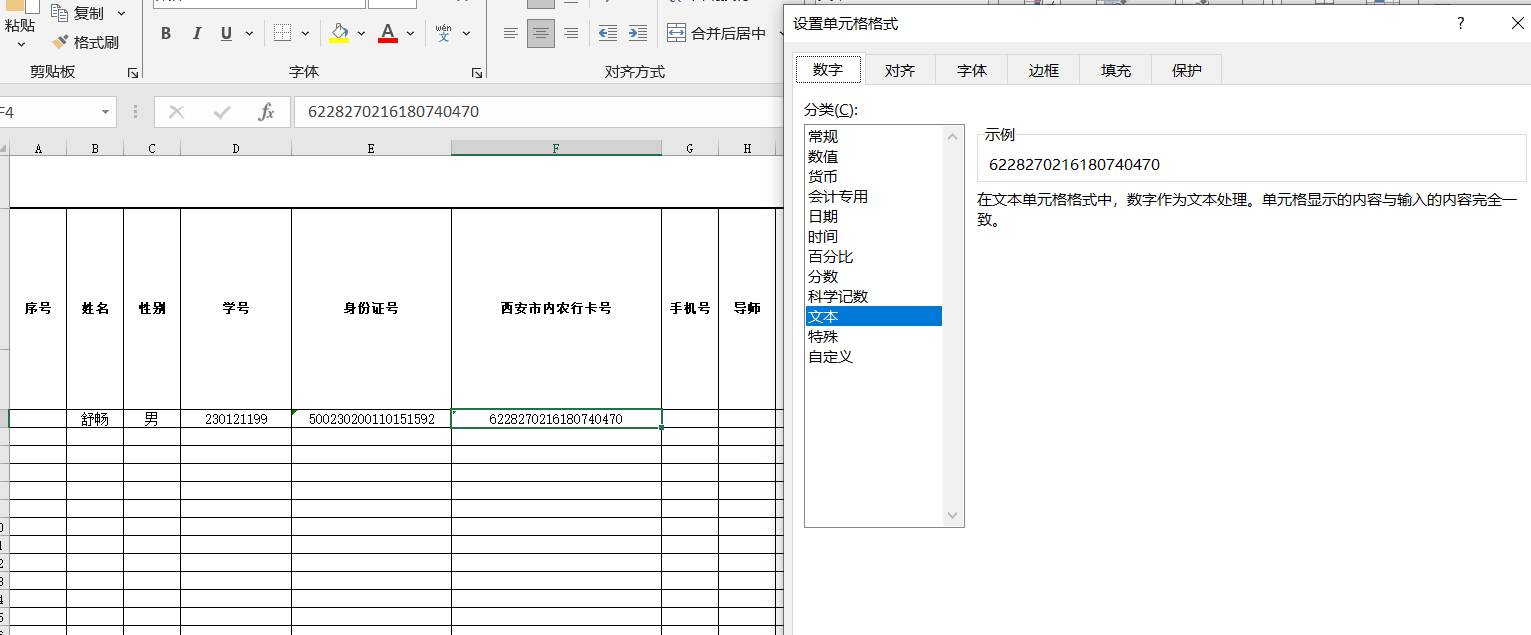 复制
粘贴
格式刷
B I U A wén 文 合并后居中
剪贴板 字体 对齐方式
F4 fx 6228270216180740470
A B C D E F G H
序号 姓名 性别 学号 身份证号 西安市内农行卡号 手机号 导师
舒畅 男 230121199 500230200110151592 6228270216180740470
设置单元格格式 ?
数字 对齐 字体 边框 填充 保护
分类(C):
常规
数值
货币
会计专用
日期
时间
百分比
分数
科学记数
文本
特殊
自定义
示例
6228270216180740470
在文本单元格格式中，数字作为文本处理。单元格显示的内容与输入的内容完全一
致。